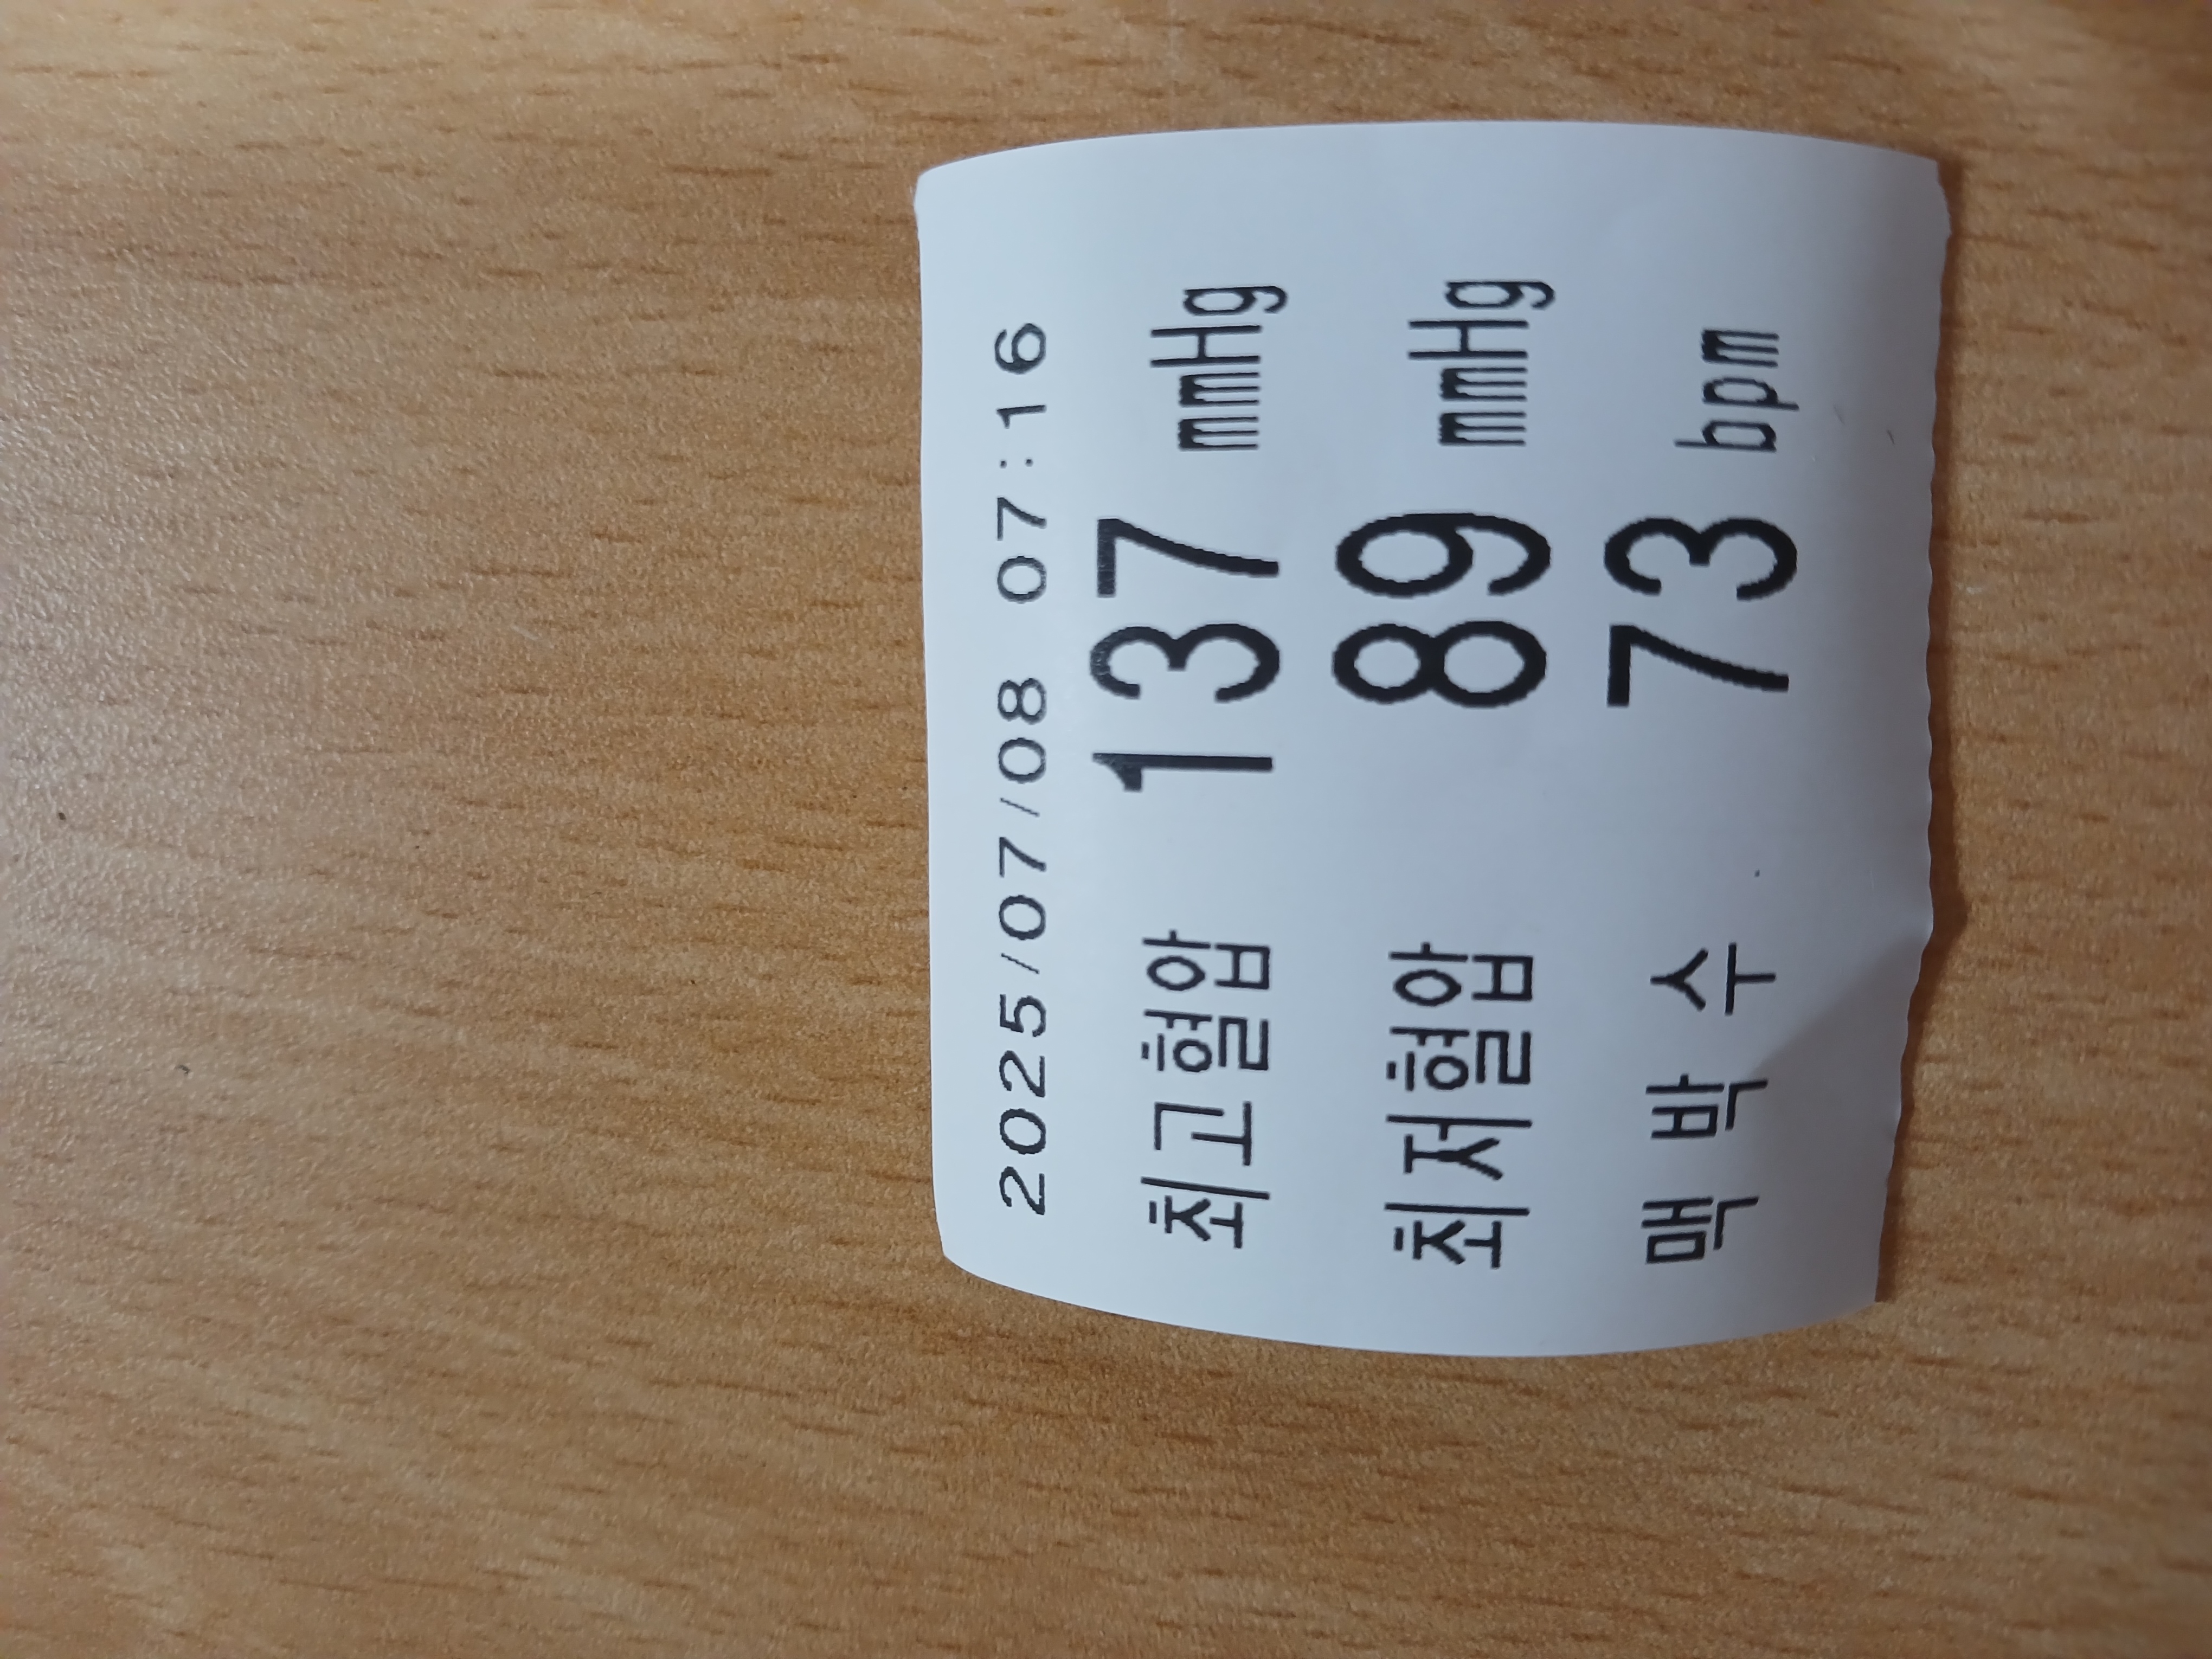 2025/07/08 07:16
최고혈압 137 mmHg
최저혈압 89 mmHg
맥 박 수 73 bpm